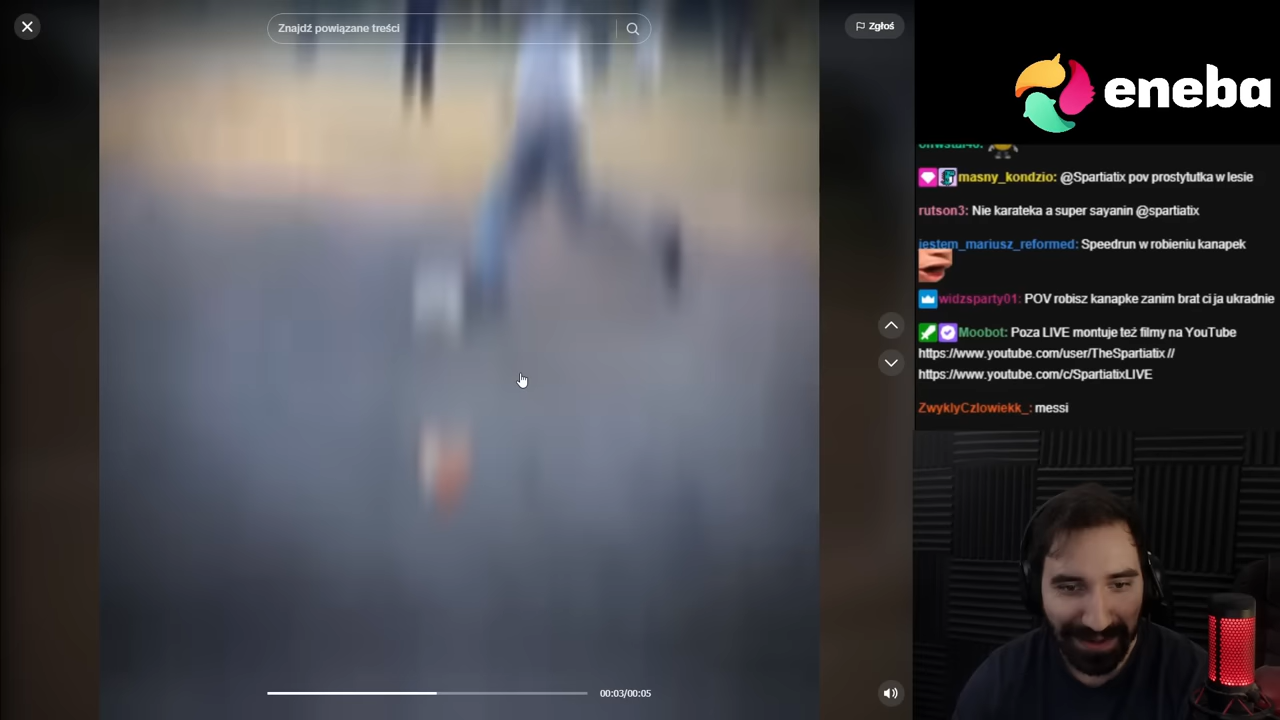 Znajdź powiązane treści
Zgłoś
eneba
masny_kondzio: @Spartiatix pov prostytutka w lesie
rutson3: Nie karateka a super sayanin @spartiatix
jestem_mariusz_reformed: Speedrun w robieniu kanapek
widzsparty01: POV robisz kanapke zanim brat ci ja ukradnie
Moobot: Poza LIVE montuje też filmy na YouTube
https://www.youtube.com/user/TheSpartiatix //
https://www.youtube.com/c/SpartiatixLIVE
ZwyklyCzlowiekk_: messi
00:03/00:05